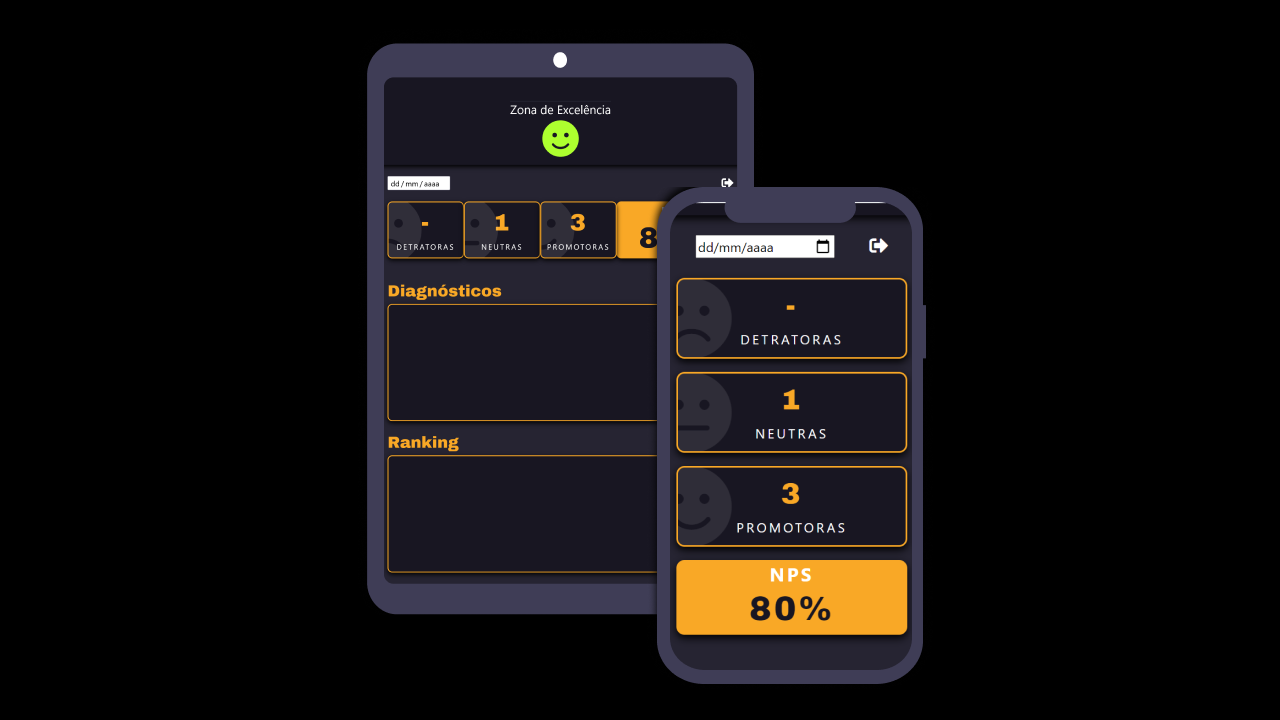 Zona de Excelência
dd / mm / aaaa
-
DETRATORAS
1
NEUTRAS
3
PROMOTORAS
8
Diagnósticos
Ranking
dd/mm/aaaa
-
DETRATORAS
1
NEUTRAS
3
PROMOTORAS
NPS
80%